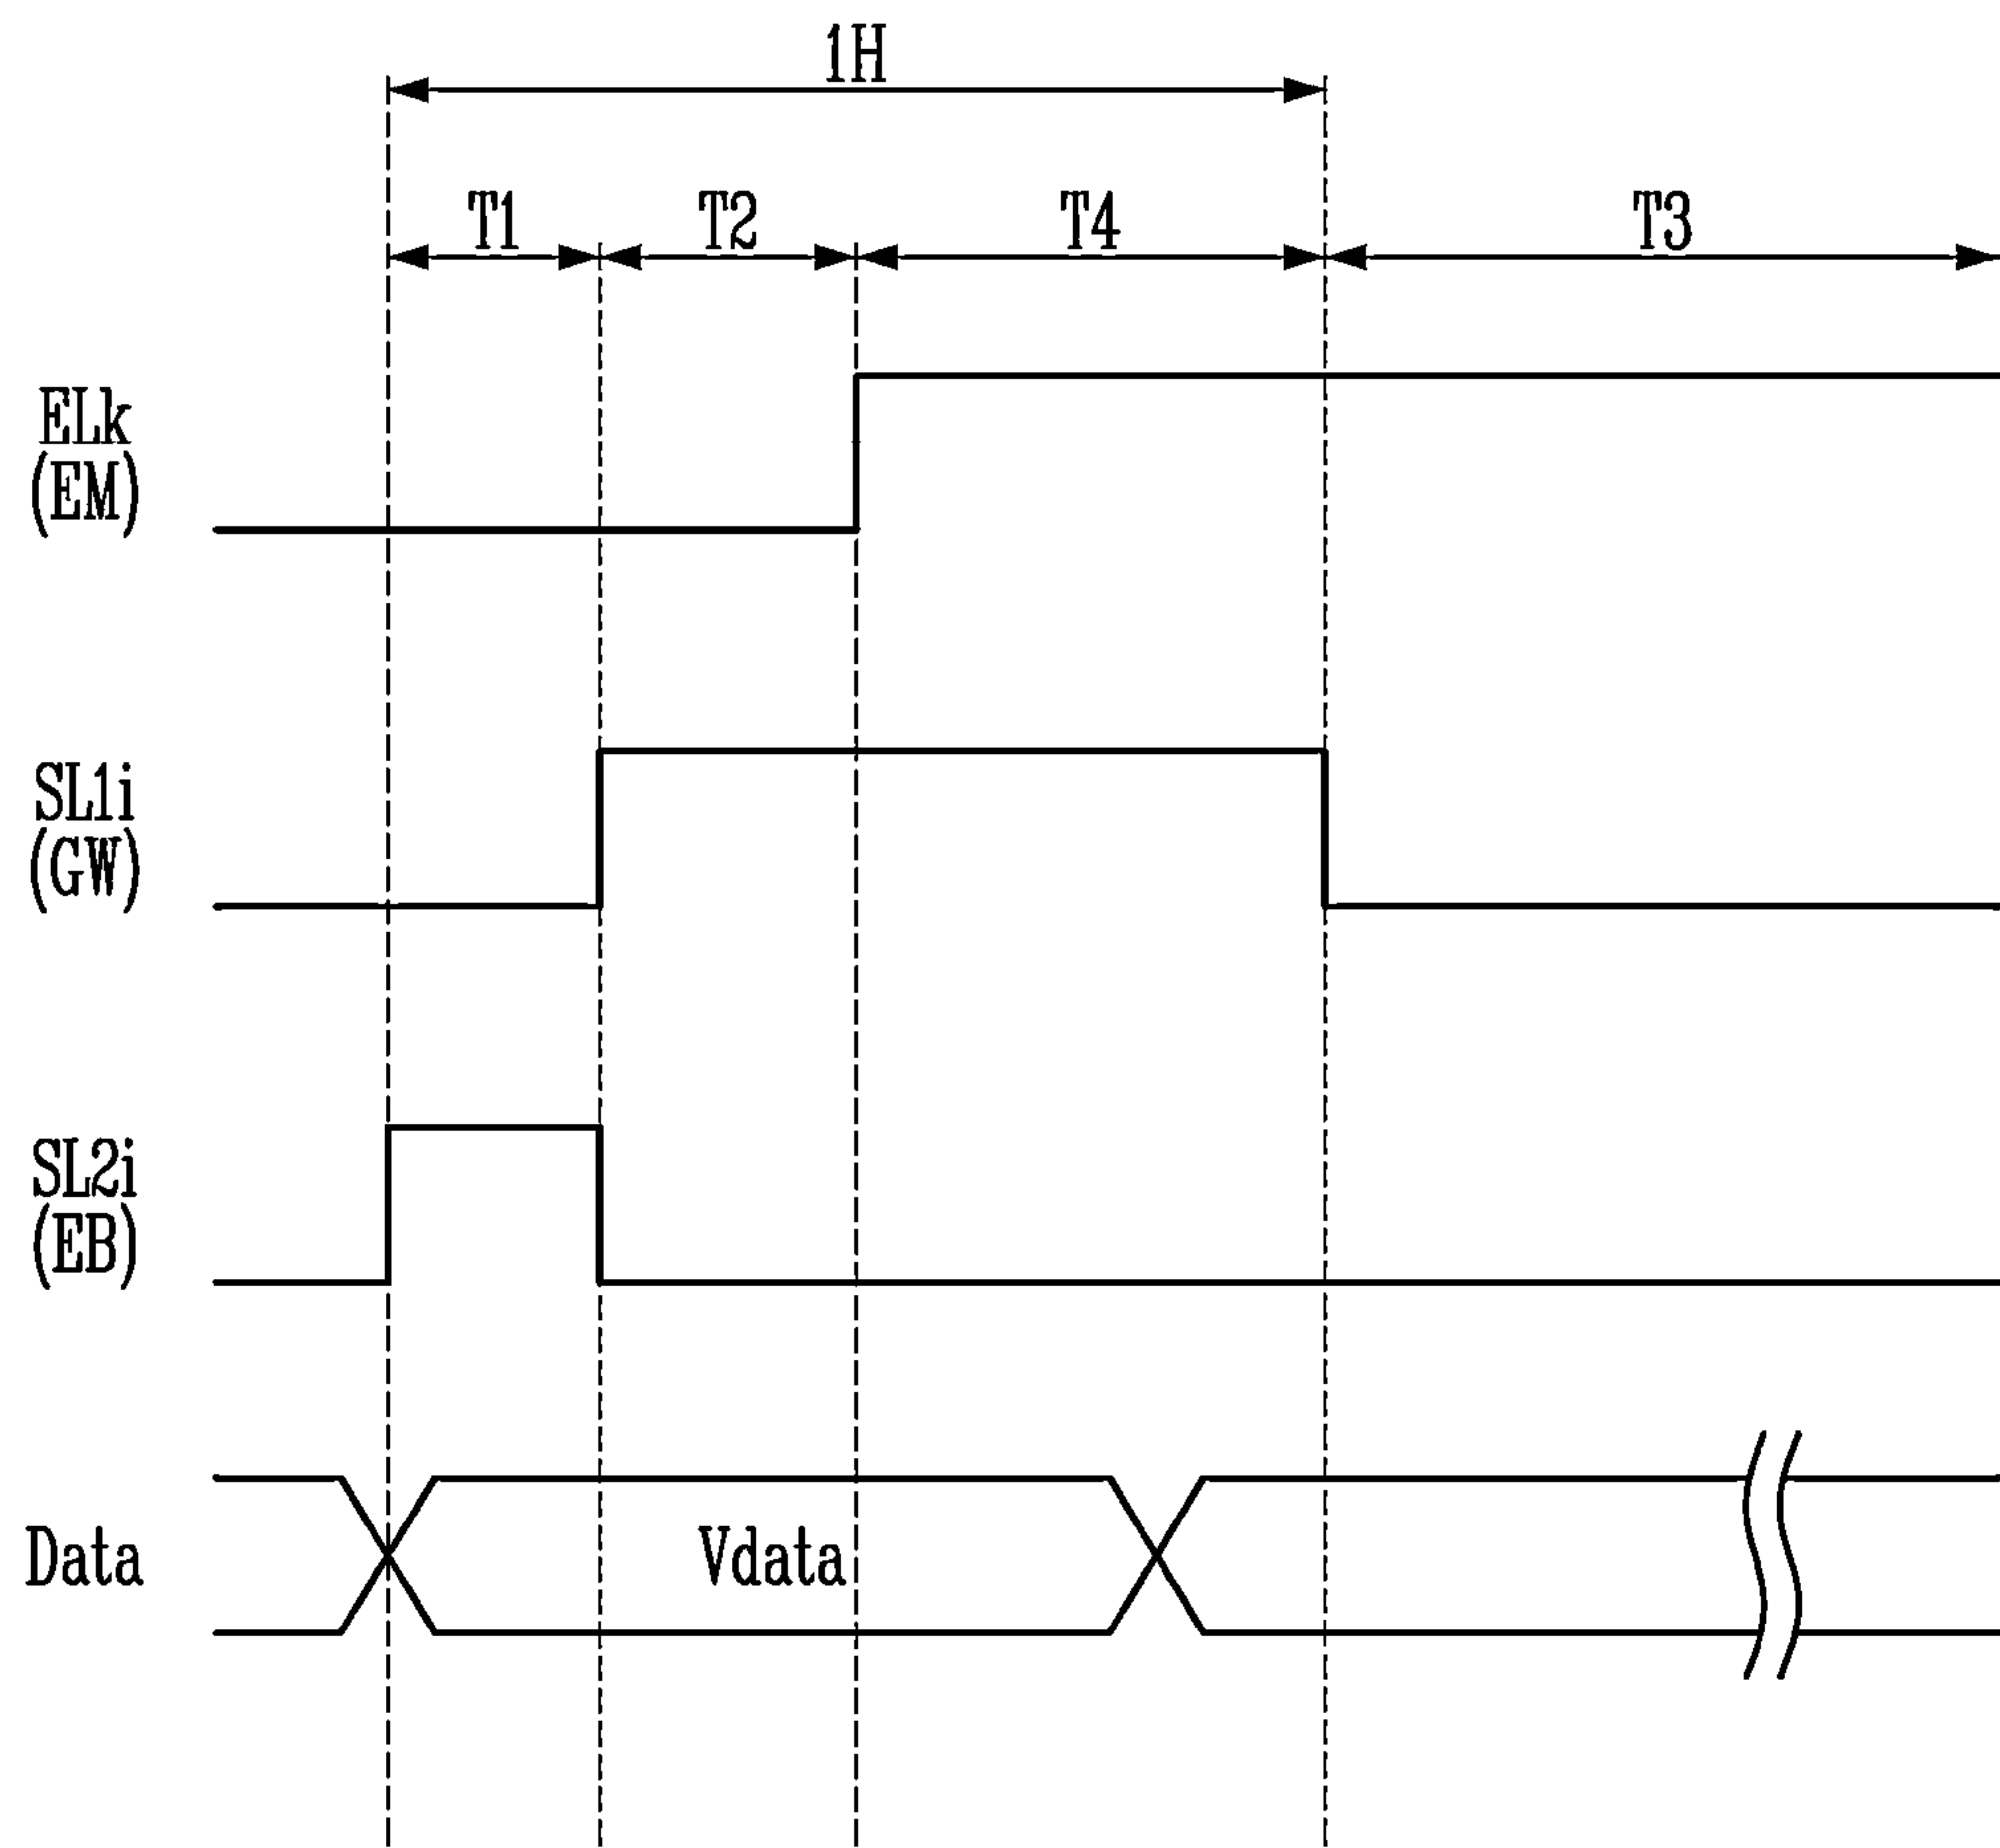 1H
T1 T2 T4 T3
ELk
(EM)
SL1i
(GW)
SL2i
(EB)
Data Vdata